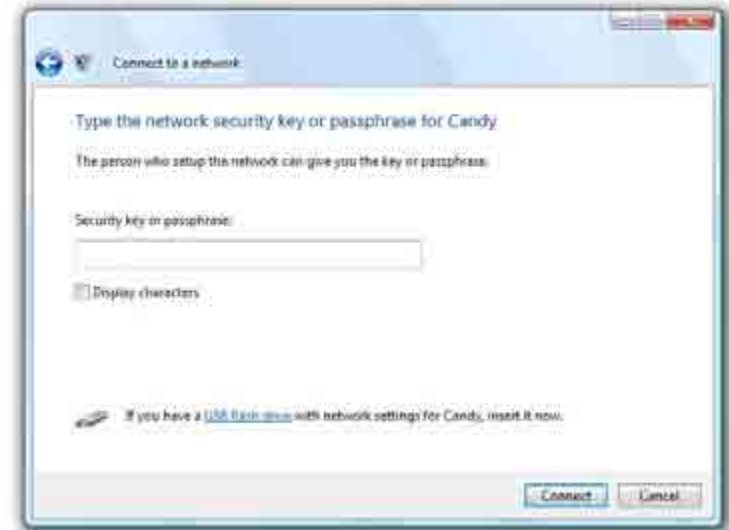 Connect to a network
Type the network security key or passphrase for Candy
The person who setup the network can give you the key or passphrase.
Security key or passphrase:
Display characters
If you have a USB flash drive with network settings for Candy, insert it now.
Connect
Cancel